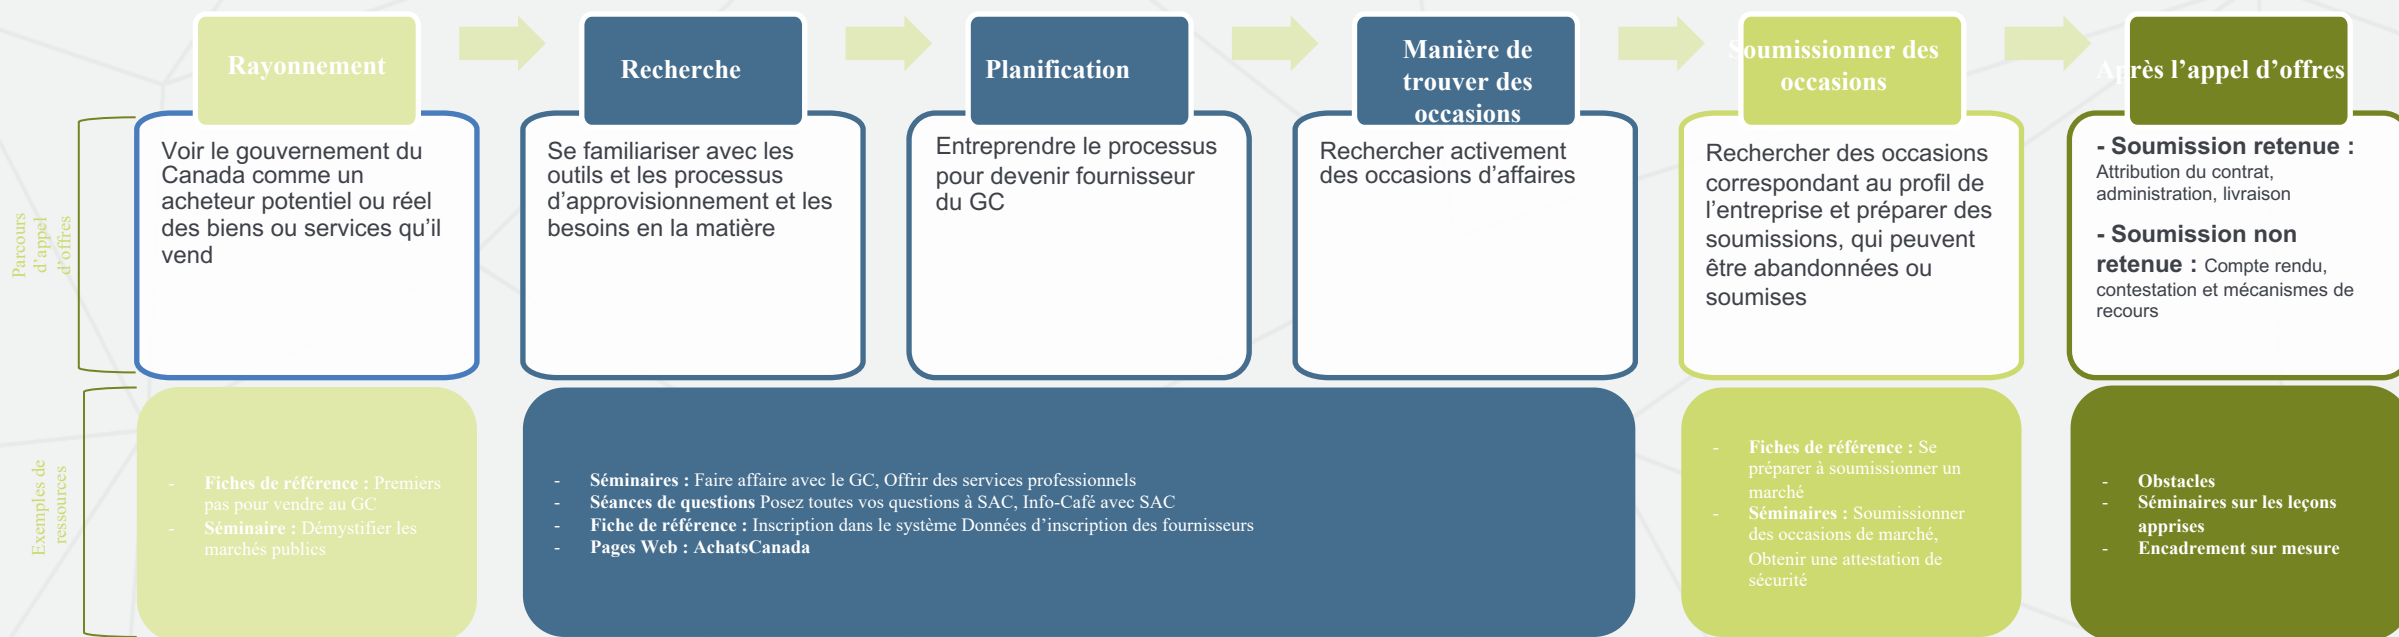 Rayonnement
Recherche
Planification
Manière de
trouver des
occasions
Soumissionner des
occasions
Après l’appel d’offres
Parcours
d’appel
d’offres
Voir le gouvernement du
Canada comme un
acheteur potentiel ou réel
des biens ou services qu’il
vend
Se familiariser avec les
outils et les processus
d’approvisionnement et les
besoins en la matière
Entreprendre le processus
pour devenir fournisseur
du GC
Rechercher activement
des occasions d’affaires
Rechercher des occasions
correspondant au profil de
l’entreprise et préparer des
soumissions, qui peuvent
être abandonnées ou
soumises
- Soumission retenue :
Attribution du contrat,
administration, livraison
- Soumission non
retenue : Compte rendu,
contestation et mécanismes de
recours
Exemples de
ressources
- Fiches de référence : Premiers
pas pour vendre au GC
- Séminaire : Démystifier les
marchés publics
- Séminaires : Faire affaire avec le GC, Offrir des services professionnels
- Séances de questions Posez toutes vos questions à SAC, Info-Café avec SAC
- Fiche de référence : Inscription dans le système Données d’inscription des fournisseurs
- Pages Web : AchatsCanada
- Fiches de référence : Se
préparer à soumissionner un
marché
- Séminaires : Soumissionner
des occasions de marché,
Obtenir une attestation de
sécurité
- Obstacles
- Séminaires sur les leçons
apprises
- Encadrement sur mesure